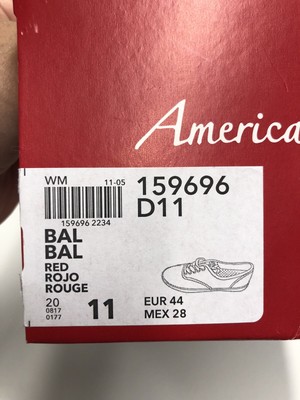 America
WM 11-05
159696 2234
159696
D11
BAL
BAL
RED
ROJO
ROUGE
20
0817
0177
11
EUR 44
MEX 28